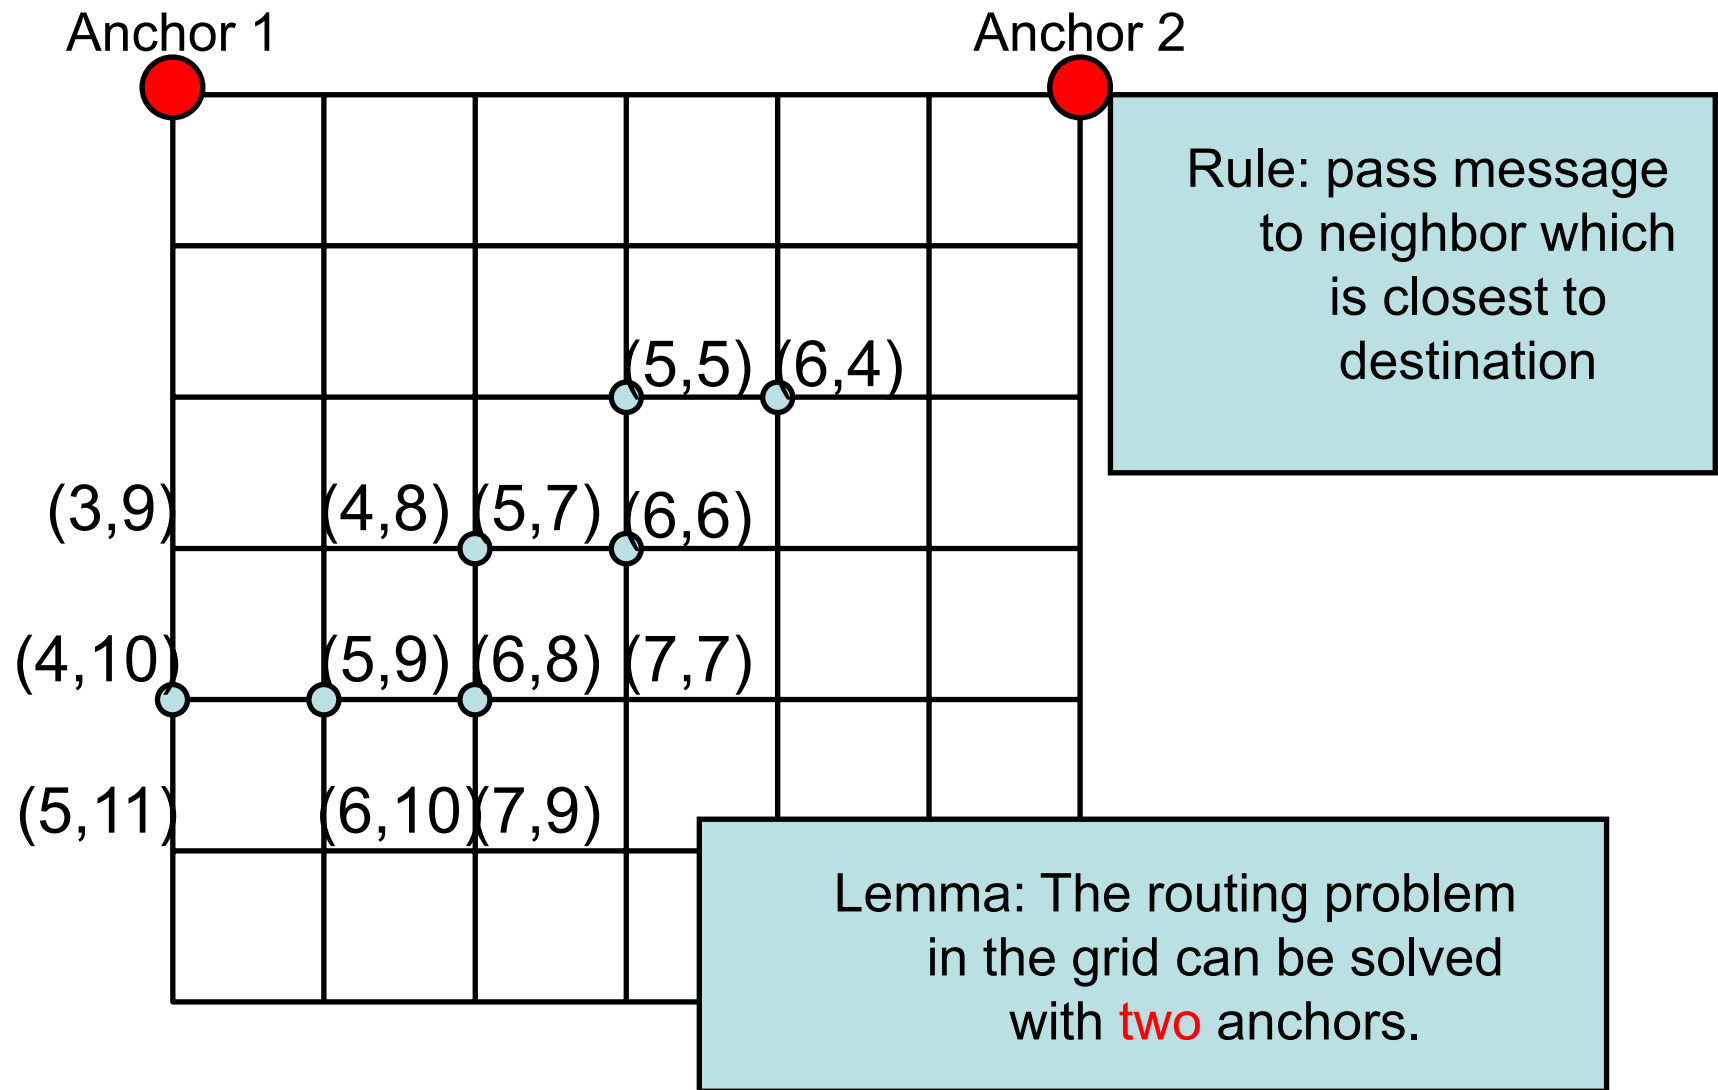 Anchor 1
Anchor 2
Rule: pass message
to neighbor which
is closest to
destination
(5,5) (6,4)
(3,9) (4,8) (5,7) (6,6)
(4,10) (5,9) (6,8) (7,7)
(5,11) (6,10) (7,9)
Lemma: The routing problem
in the grid can be solved
with two anchors.